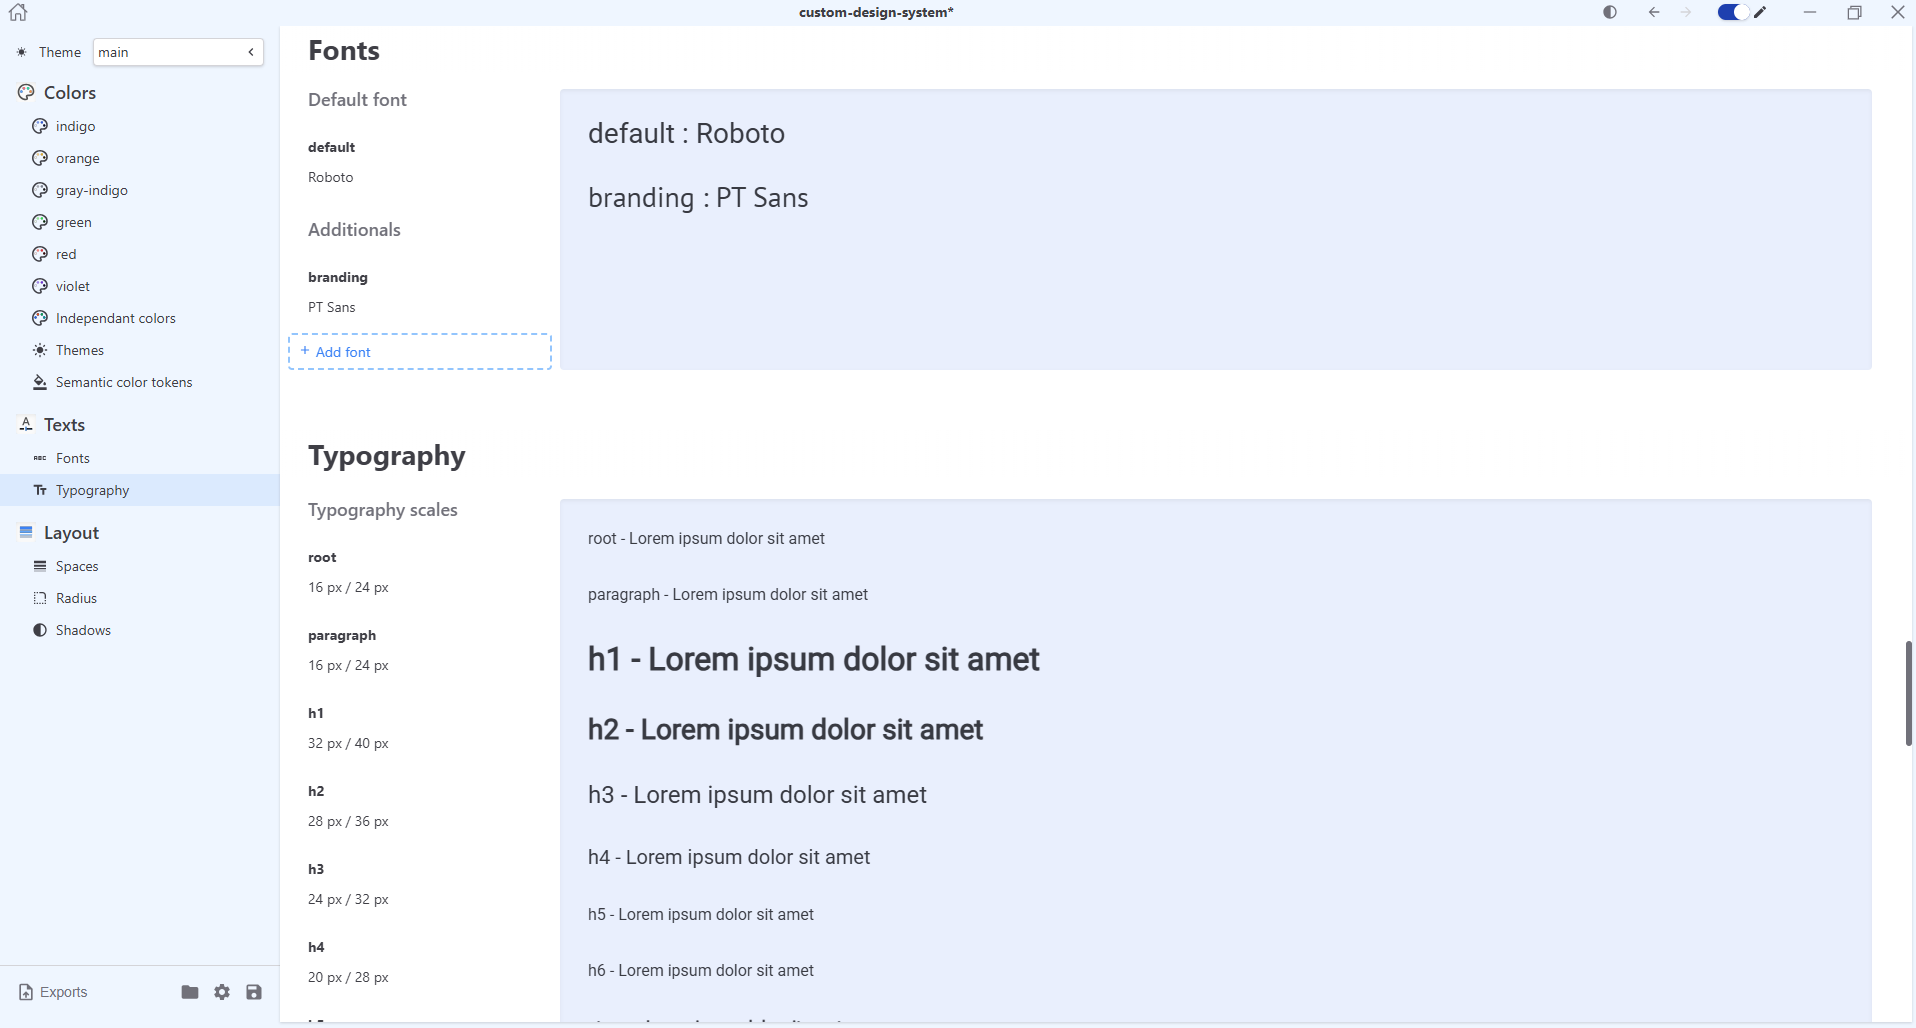 custom-design-system*
Theme
main
Colors
indigo
orange
gray-indigo
green
red
violet
Independant colors
Themes
Semantic color tokens
Texts
Fonts
Typography
Layout
Spaces
Radius
Shadows
Exports
Fonts
Default font
default
Roboto
Additionals
branding
PT Sans
+ Add font
default : Roboto
branding : PT Sans
Typography
Typography scales
root
16 px / 24 px
paragraph
16 px / 24 px
h1
32 px / 40 px
h2
28 px / 36 px
h3
24 px / 32 px
h4
20 px / 28 px
root - Lorem ipsum dolor sit amet
paragraph - Lorem ipsum dolor sit amet
h1 - Lorem ipsum dolor sit amet
h2 - Lorem ipsum dolor sit amet
h3 - Lorem ipsum dolor sit amet
h4 - Lorem ipsum dolor sit amet
h5 - Lorem ipsum dolor sit amet
h6 - Lorem ipsum dolor sit amet